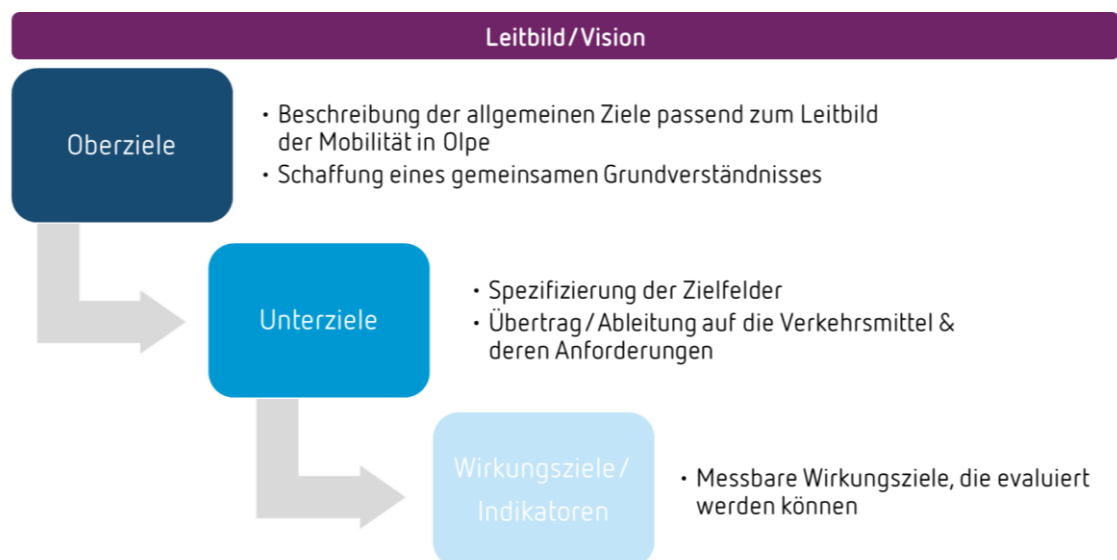 Leitbild/Vision
Oberziele
• Beschreibung der allgemeinen Ziele passend zum Leitbild
der Mobilität in Olpe
• Schaffung eines gemeinsamen Grundverständnisses
Unterziele
• Spezifizierung der Zielfelder
• Übertrag/Ableitung auf die Verkehrsmittel &
deren Anforderungen
Wirkungsziele/
Indikatoren
• Messbare Wirkungsziele, die evaluiert
werden können